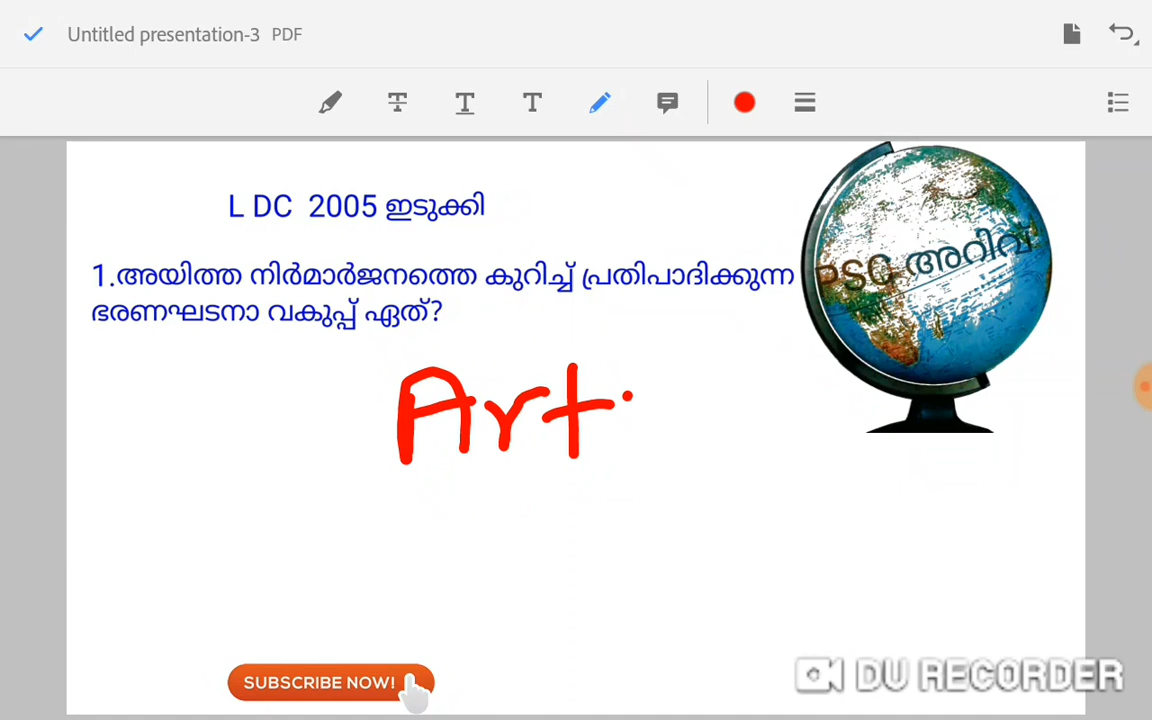 Untitled presentation-3 PDF
L DC 2005 ഇടുക്കി
1.അയിത്ത നിർമാർജനത്തെ കുറിച്ച് പ്രതിപാദിക്കുന്ന
ഭരണഘടനാ വകുപ്പ് ഏത്?
PSC അറിവ്
Art.
SUBSCRIBE NOW!
DU RECORDER